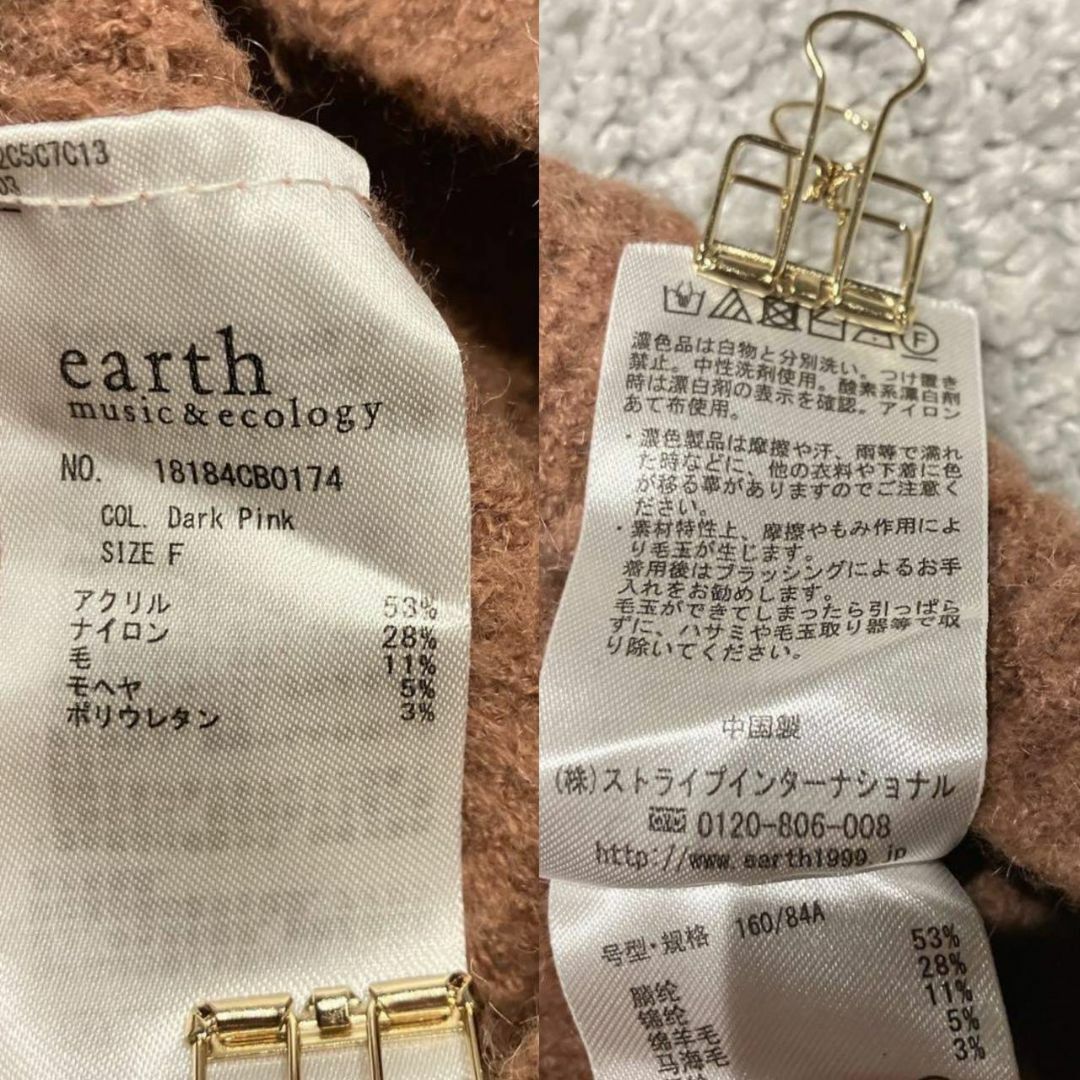 2C5C7C13
03
earth
music&ecology
NO. 18184CB0174
COL. Dark Pink
SIZE F
アクリル 53%
ナイロン 28%
毛 11%
モヘヤ 5%
ポリウレタン 3%
F
濃色品は白物と分別洗い。つけ置き
禁止。中性洗剤使用。酸素系漂白剤
時は漂白剤の表示を確認。アイロン
あて布使用。
・濃色製品は摩擦や汗、雨等で濡れ
た時などに、他の衣料や下着に色
が移る事がありますのでご注意く
ださい。
・素材特性上、摩擦やもみ作用によ
り毛玉が生じます。
着用後はブラッシングによるお手
入れをお勧めします。
毛玉ができてしまったら引っぱら
ずに、ハサミや毛玉取り器等で取
り除いてください。
中国製
(株)ストライプインターナショナル
0120-806-008
http://www.earth1999.jp
号型·规格 160/84A
53%
腈纶 28%
锦纶 11%
绵羊毛 5%
马海毛 3%